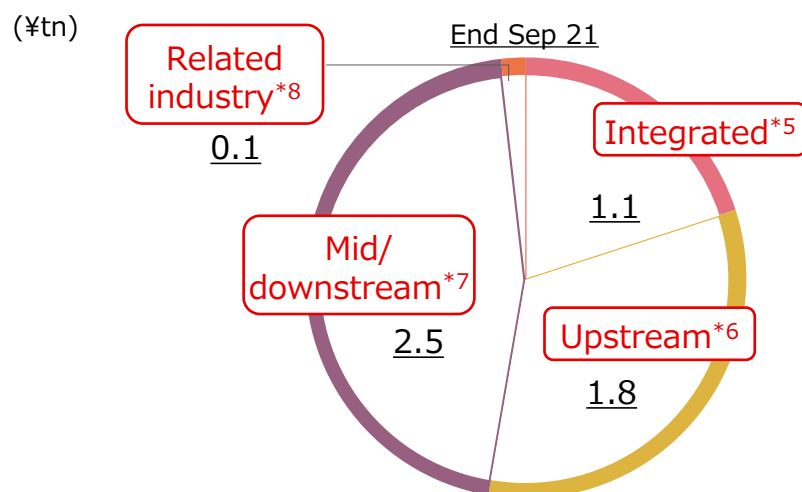 (¥tn)
End Sep 21
Related
industry*8
0.1
Integrated*5
1.1
Mid/
downstream*7
2.5
Upstream*6
1.8